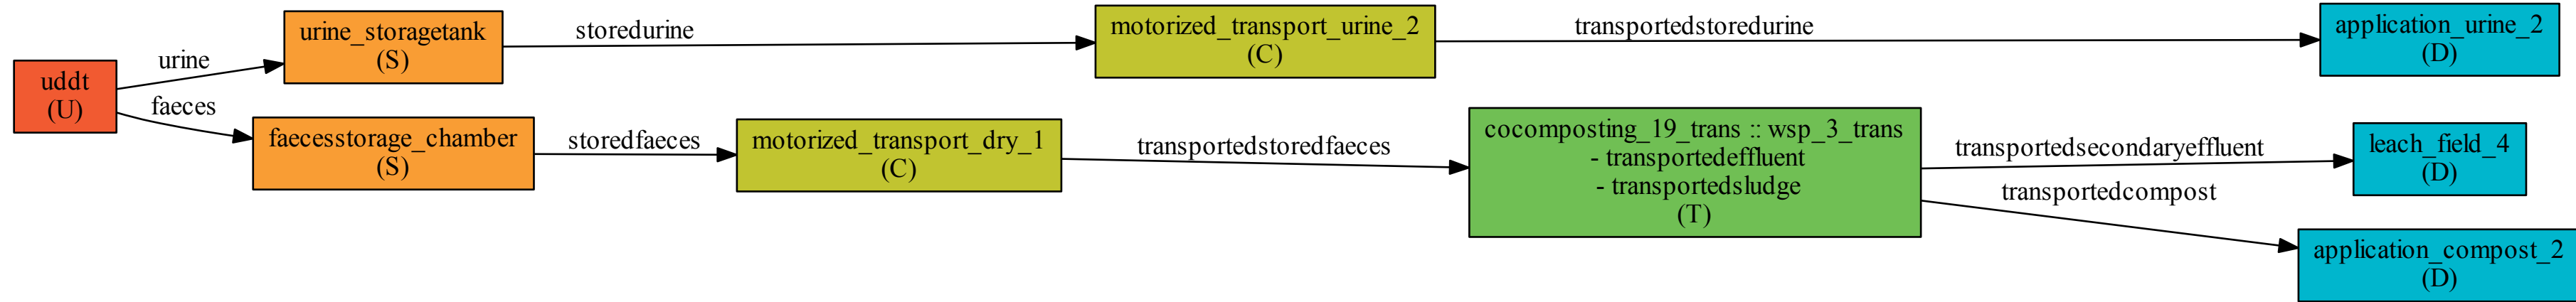 uddt
(U)
urine
faeces
urine_storagetank
(S)
faecesstorage_chamber
(S)
storedurine
storedfaeces
motorized_transport_urine_2
(C)
motorized_transport_dry_1
(C)
transportedstoredurine
transportedstoredfaeces
cocomposting_19_trans :: wsp_3_trans
- transportedeffluent
- transportedsludge
(T)
transportedsecondaryeffluent
transportedcompost
application_urine_2
(D)
leach_field_4
(D)
application_compost_2
(D)